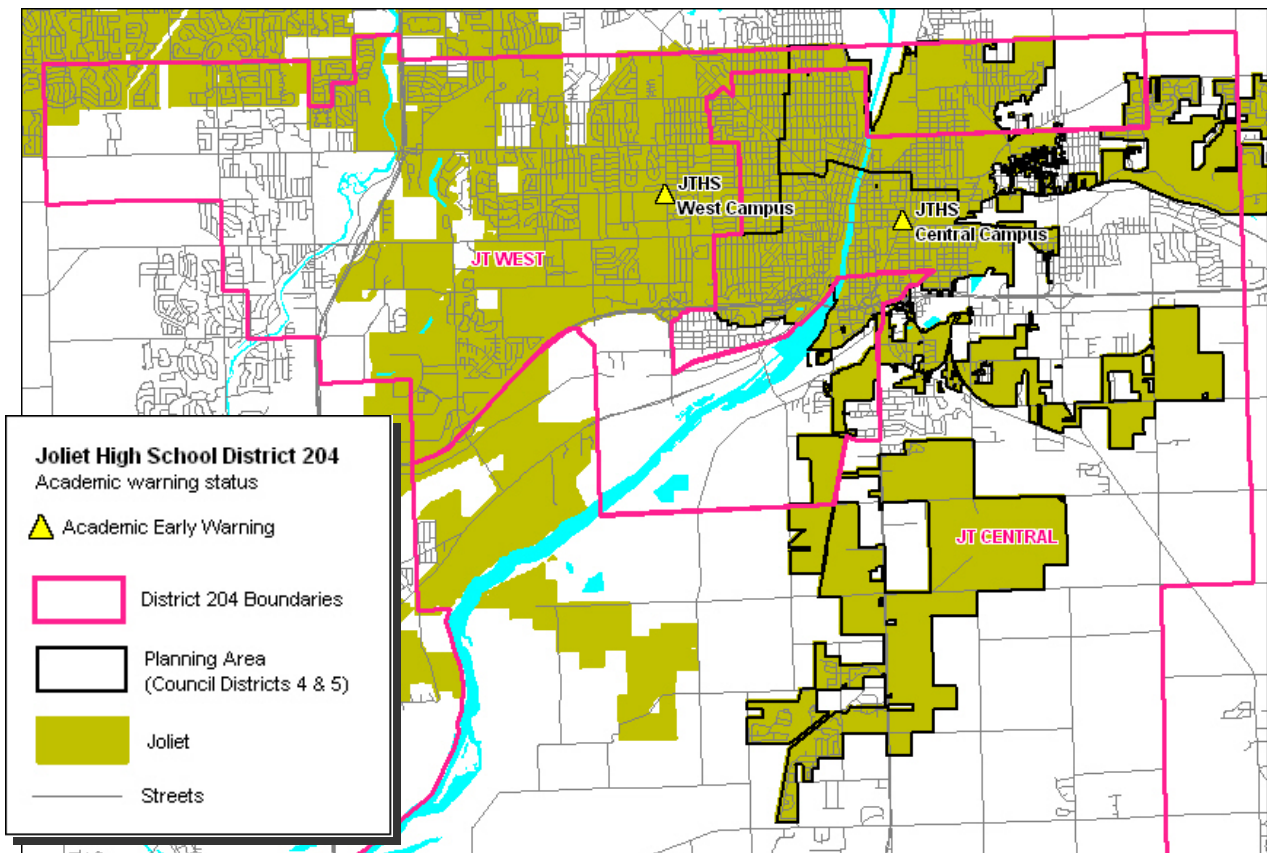 JTHS
West Campus
JTHS
Central Campus
JT WEST
JT CENTRAL
Joliet High School District 204
Academic warning status
Academic Early Warning
District 204 Boundaries
Planning Area
(Council Districts 4 & 5)
Joliet
Streets